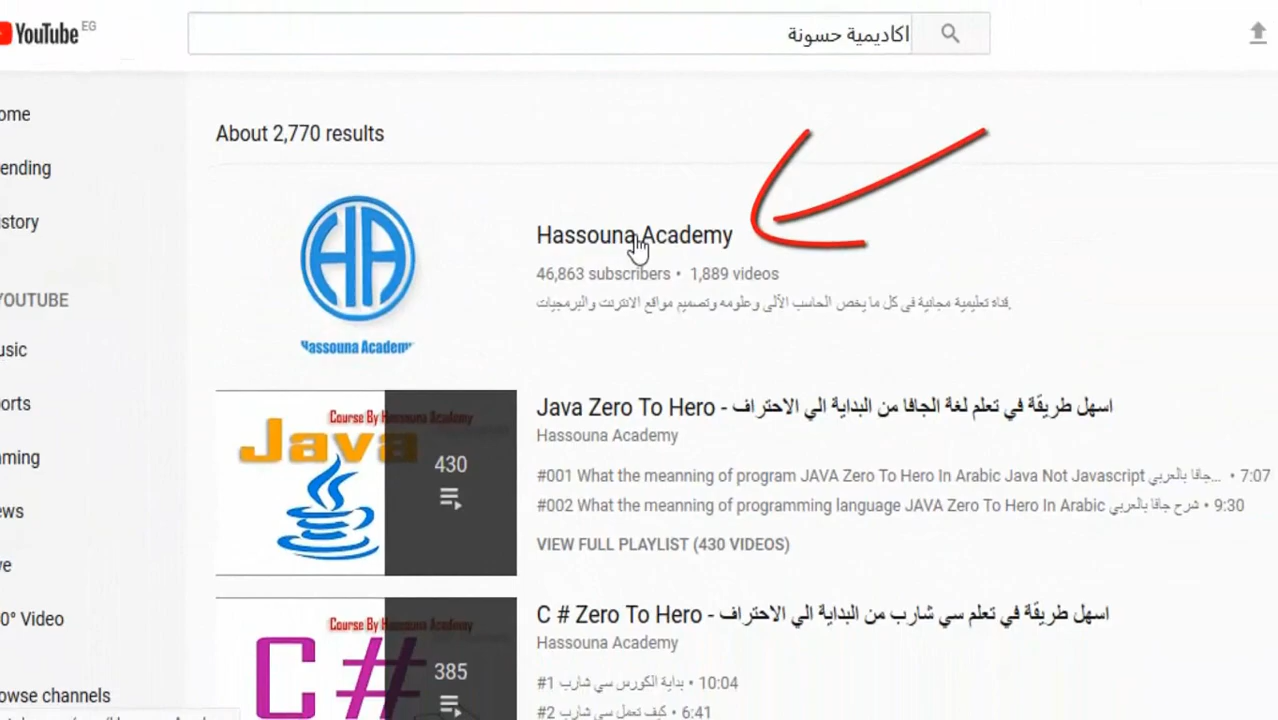 YouTube EG
اكاديمية حسونة
ome
ending
story
YOUTUBE
usic
orts
ming
ews
ve
0° Video
owse channels
About 2,770 results
HA
Hassouna Academy
Hassouna Academy
46,863 subscribers • 1,889 videos
قناه تعليمية مجانية فى كل ما يخص الحاسب الألى وعلومه وتصميم مواقع الانترنت والبرمجيات.
Course By Hassouna Academy
Java
430
Java Zero To Hero - اسهل طريقة في تعلم لغة الجافا من البداية الي الاحتراف
Hassouna Academy
#001 What the meanning of program JAVA Zero To Hero In Arabic Java Not Javascript جافا بالعربي... • 7:07
#002 What the meanning of programming language JAVA Zero To Hero In Arabic شرح جافا بالعربي • 9:30
VIEW FULL PLAYLIST (430 VIDEOS)
Course By Hassouna Academy
C#
385
C # Zero To Hero - اسهل طريقة في تعلم سي شارب من البداية الي الاحتراف
Hassouna Academy
#1 بداية الكورس سي شارب • 10:04
#2 كيف تعمل سي شارب • 6:41